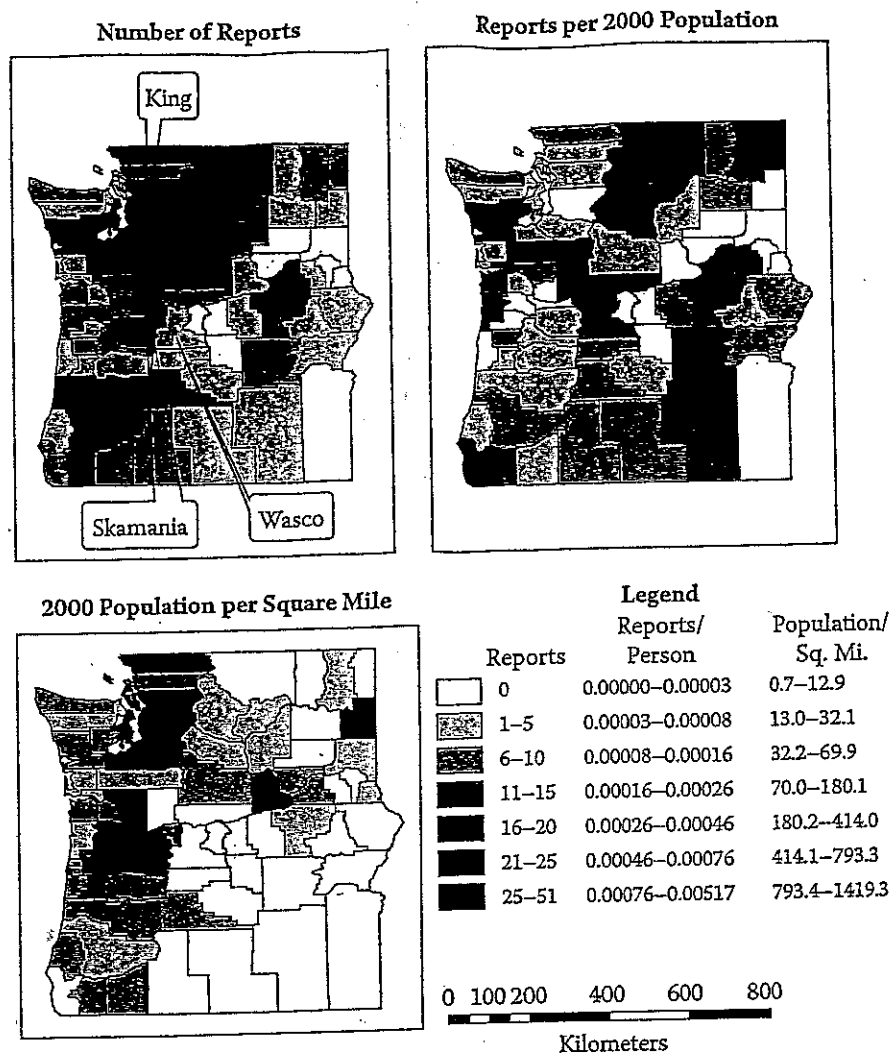 Number of Reports
Reports per 2000 Population
King
Skamania
Wasco
2000 Population per Square Mile
Legend
Reports Reports/ Person Population/ Sq. Mi.
0 0.00000–0.00003 0.7–12.9
1–5 0.00003–0.00008 13.0–32.1
6–10 0.00008–0.00016 32.2–69.9
11–15 0.00016–0.00026 70.0–180.1
16–20 0.00026–0.00046 180.2–414.0
21–25 0.00046–0.00076 414.1–793.3
25–51 0.00076–0.00517 793.4–1419.3
0 100 200 400 600 800
Kilometers